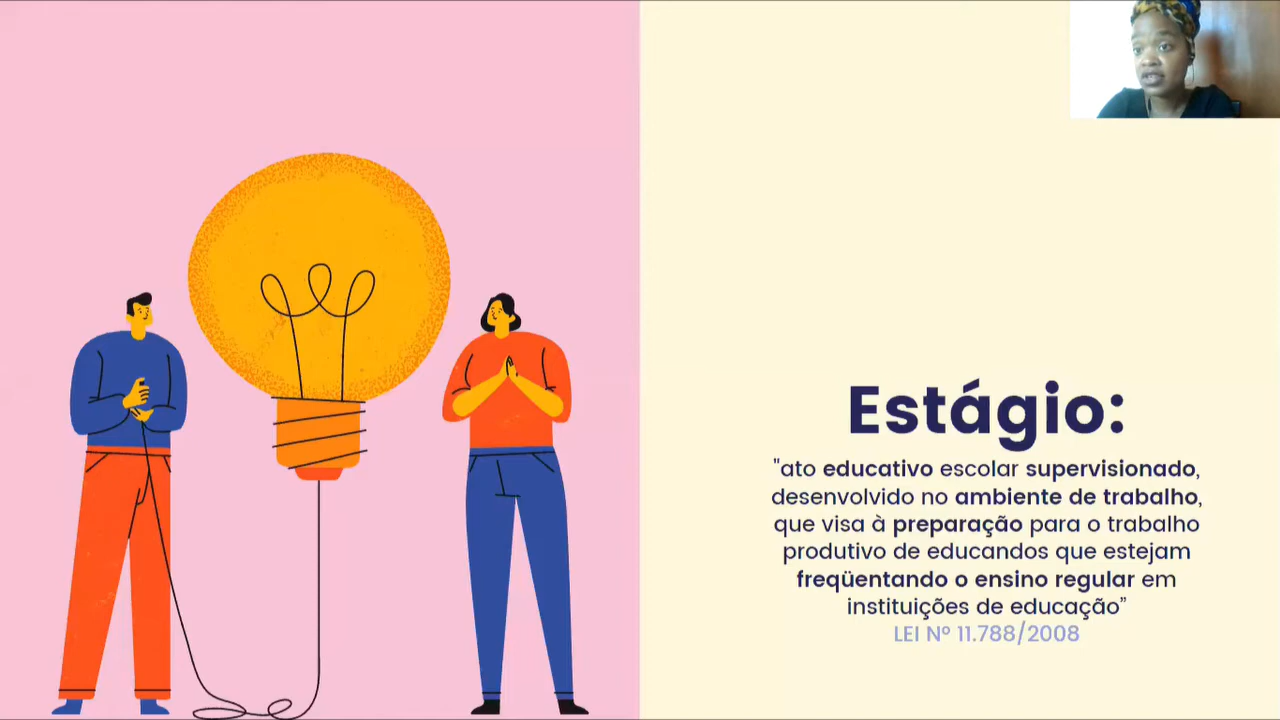 Estágio:
"ato educativo escolar supervisionado,
desenvolvido no ambiente de trabalho,
que visa à preparação para o trabalho
produtivo de educandos que estejam
freqüentando o ensino regular em
instituições de educação”
LEI Nº 11.788/2008